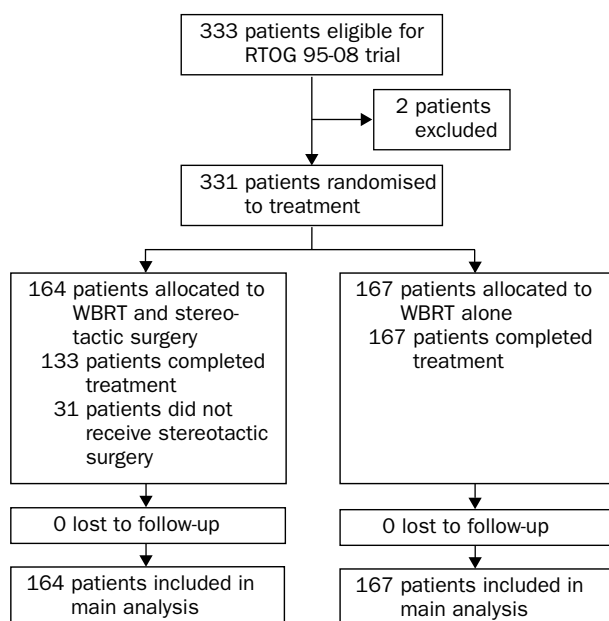 333 patients eligible for
RTOG 95-08 trial
2 patients
excluded
331 patients randomised
to treatment
164 patients allocated to
WBRT and stereo-
tactic surgery
133 patients completed
treatment
31 patients did not
receive stereotactic
surgery
167 patients allocated to
WBRT alone
167 patients completed
treatment
0 lost to follow-up
0 lost to follow-up
164 patients included in
main analysis
167 patients included in
main analysis